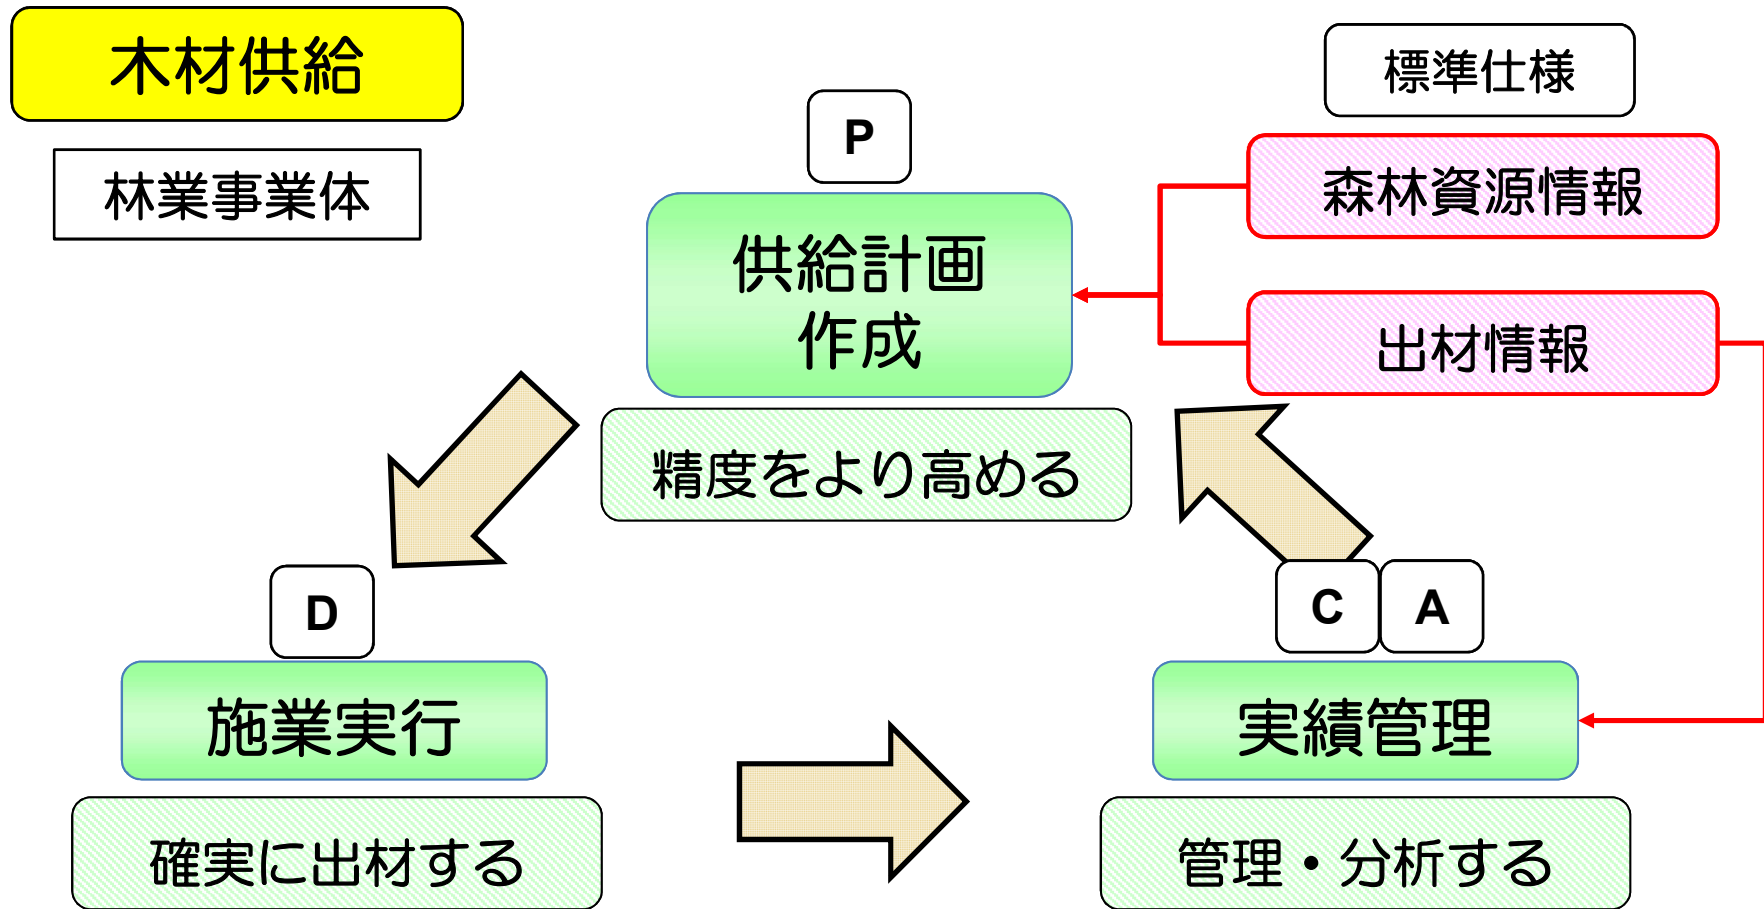 木材供給
林業事業体
標準仕様
森林資源情報
出材情報
P
供給計画
作成
精度をより高める
D
施業実行
確実に出材する
C
A
実績管理
管理・分析する